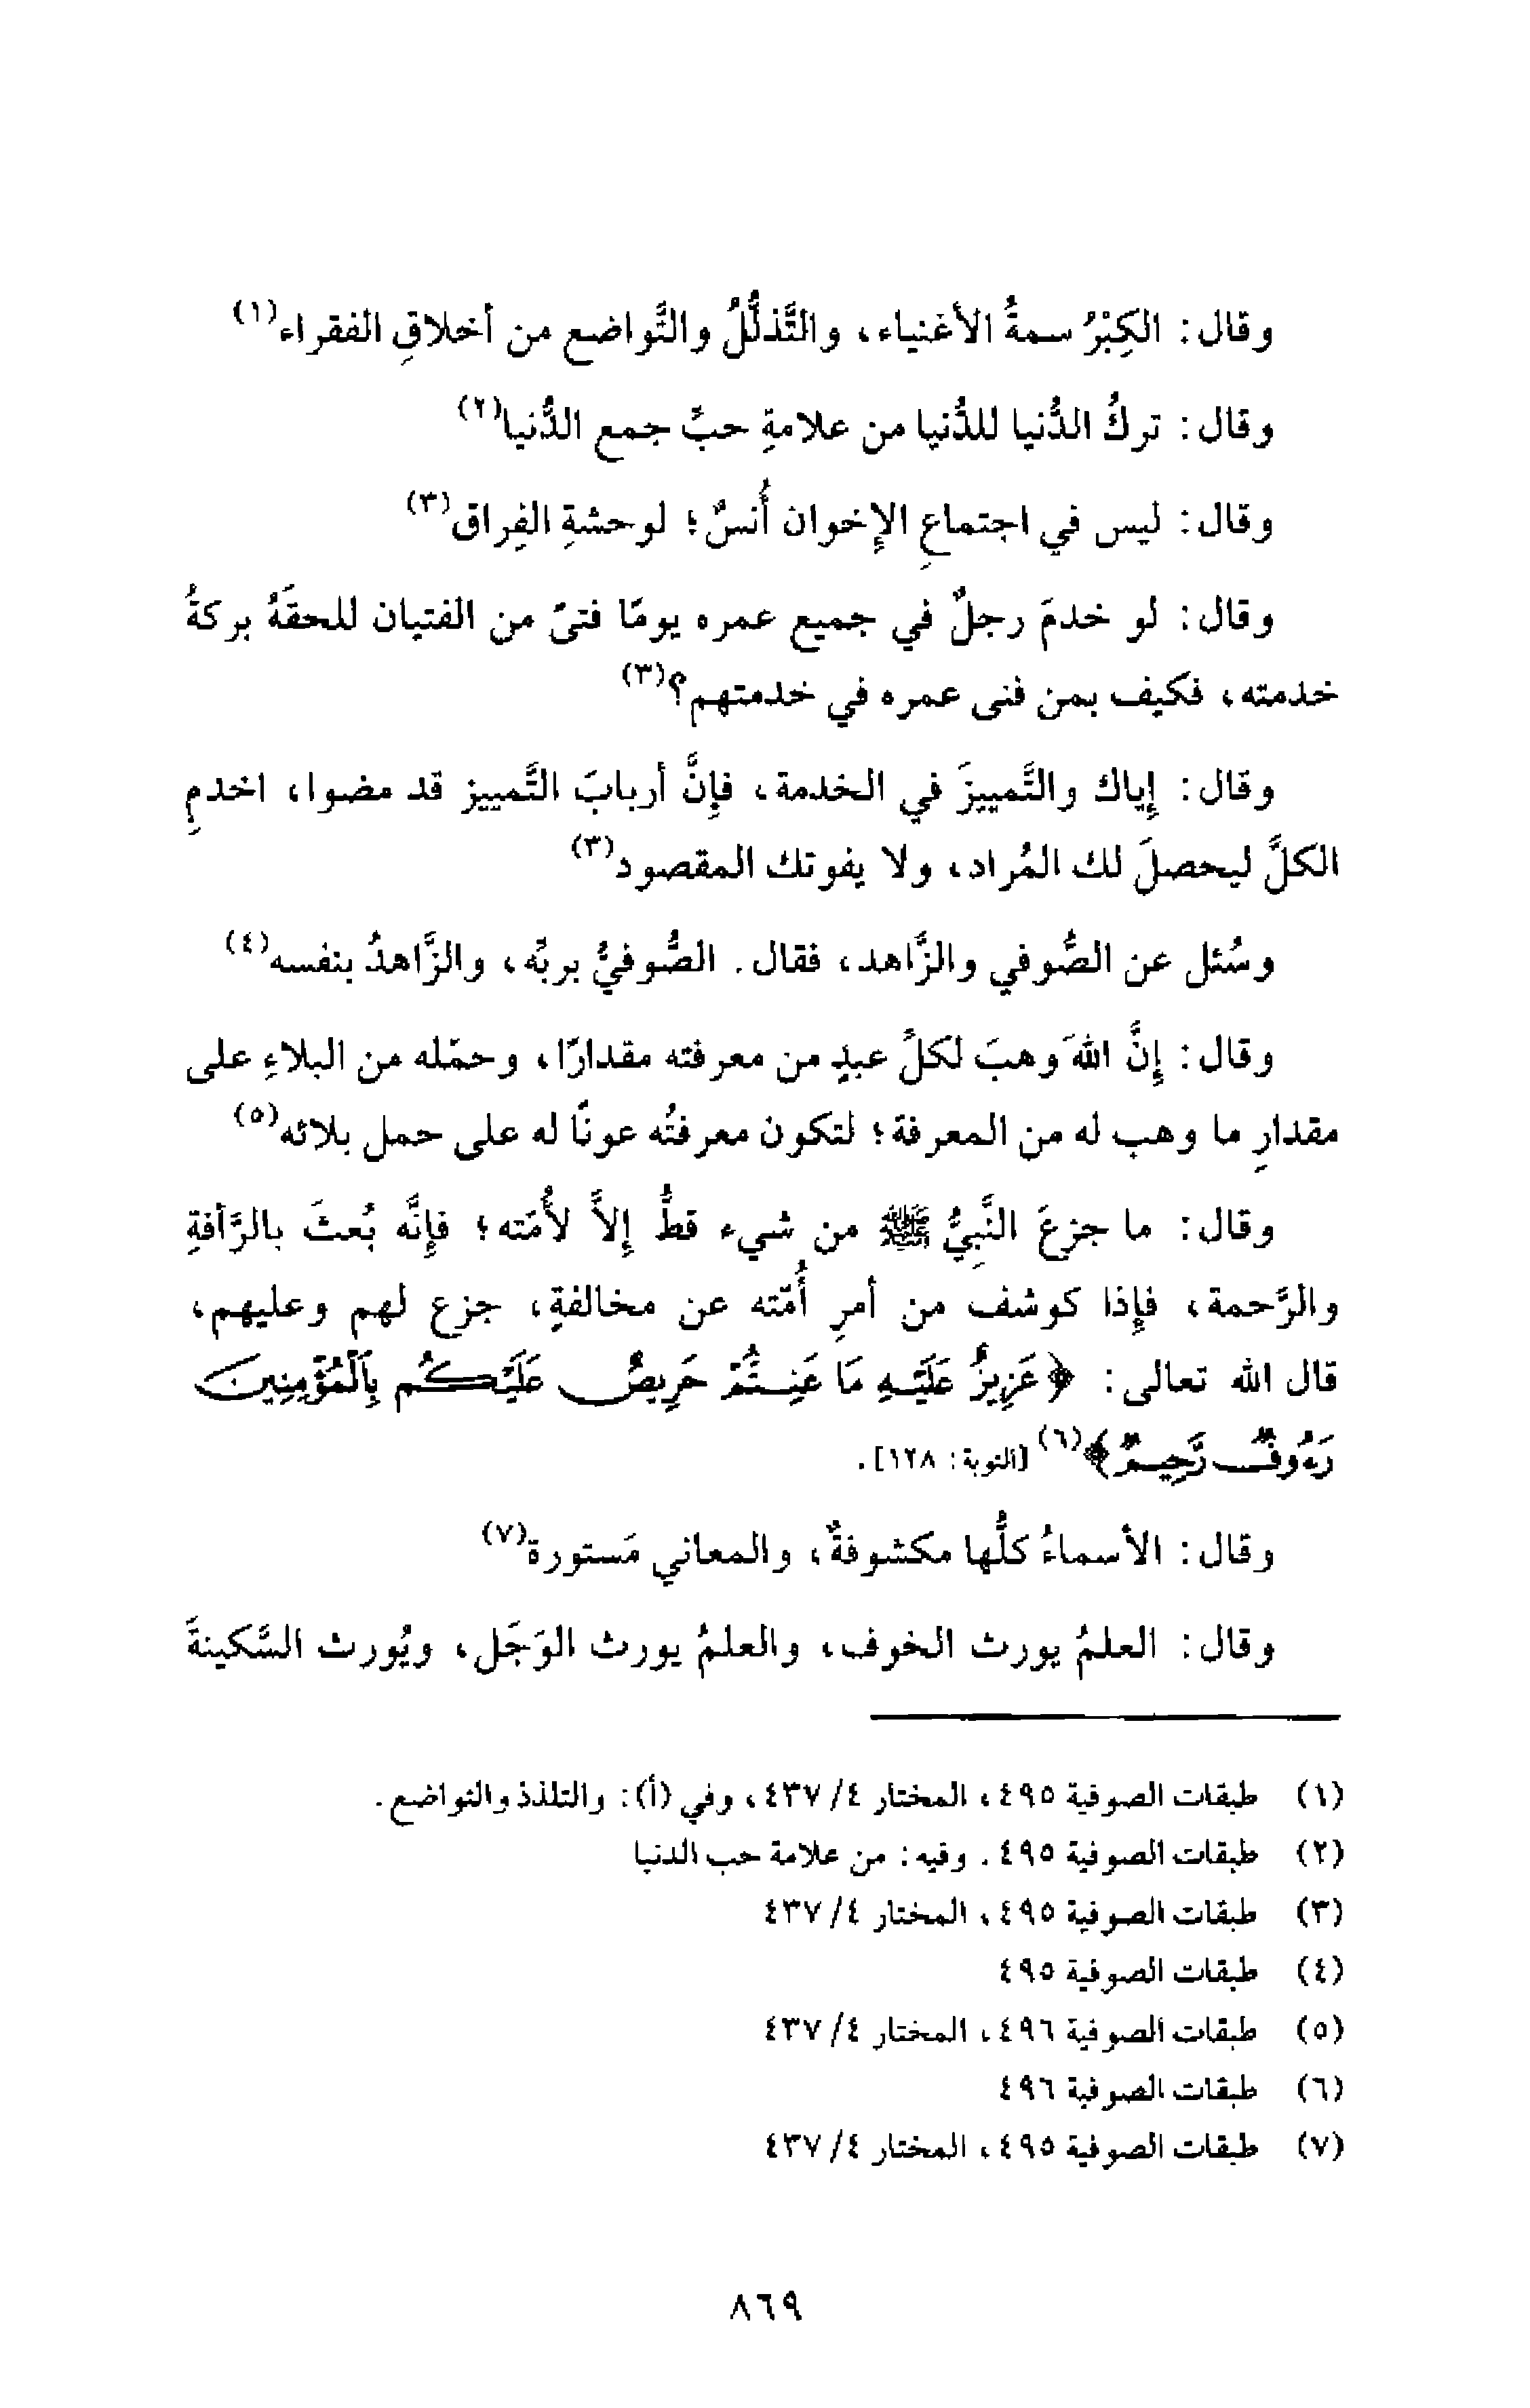 وقال: الكِبْرُ سمةُ الأغنياء، والتَّذلُّلُ والتَّواضع من أخلاقِ الفقراء(١)
وقال: تركُ الدُّنيا للدُّنيا من علامةِ حبِّ جمع الدُّنيا(٢)
وقال: ليس في اجتماعِ الإخوان أُنسٌ؛ لوحشةِ الفِراق(٣)
وقال: لو خدمَ رجلٌ في جميع عمره يومًا فتىً من الفتيان للحقَهُ بركةُ
خدمته، فكيف بمن فنى عمره في خدمتهم؟(٣)
وقال: إياك والتَّمييزَ في الخدمة، فإنَّ أربابَ التَّمييز قد مضوا، اخدمِ
الكلَّ ليحصلَ لك المُراد، ولا يفوتك المقصود(٣)
وسُئل عن الصُّوفي والزَّاهد، فقال. الصُّوفيُّ بربِّه، والزَّاهدُ بنفسه(٤)
وقال: إنَّ اللهَ وهبَ لكلِّ عبدٍ من معرفته مقدارًا، وحمّله من البلاءِ على
مقدارِ ما وهب له من المعرفة؛ لتكون معرفتُه عونًا له على حمل بلائه(٥)
وقال: ما جزعَ النَّبِيُّ ﷺ من شيء قطُّ إلاَّ لأُمّته؛ فإنَّه بُعثَ بالرَّأفةِ
والرَّحمة، فإذا كوشف من أمرِ أُمّته عن مخالفةٍ، جزع لهم وعليهم،
قال الله تعالى: ﴿عَزِيزٌ عَلَيْهِ مَا عَنِتُّمْ حَرِيصٌ عَلَيْكُم بِالْمُؤْمِنِينَ
رَءُوفٌ رَّحِيمٌ﴾(٦) [التوبة: ١٢٨].
وقال: الأسماءُ كلُّها مكشوفةٌ، والمعاني مَستورة(٧)
وقال: العلمُ يورث الخوف، والعلمُ يورث الوَجَل، ويُورث السَّكينةَ
(١) طبقات الصوفية ٤٩٥، المختار ٤/ ٤٣٧، وفي (أ): والتلذذ والتواضع.
(٢) طبقات الصوفية ٤٩٥. وفيه: من علامة حب الدنيا
(٣) طبقات الصوفية ٤٩٥، المختار ٤/ ٤٣٧
(٤) طبقات الصوفية ٤٩٥
(٥) طبقات الصوفية ٤٩٦، المختار ٤/ ٤٣٧
(٦) طبقات الصوفية ٤٩٦
(٧) طبقات الصوفية ٤٩٥، المختار ٤/ ٤٣٧
٨٦٩